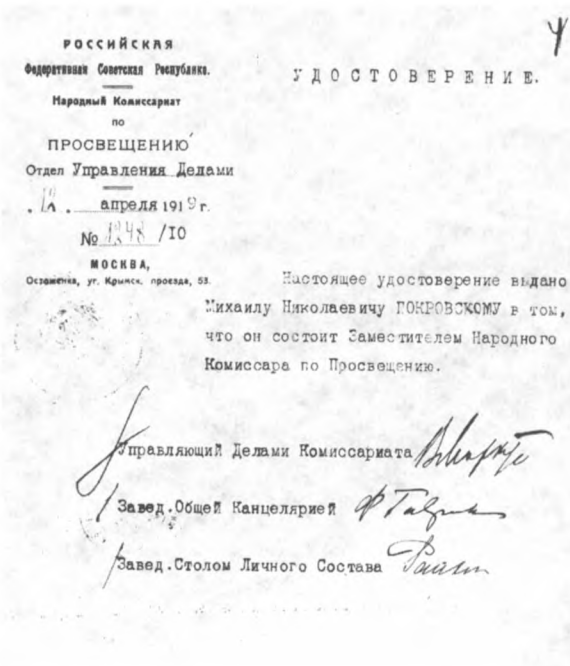 РОССИЙСКАЯ
Федеративная Советская Республика.
Народный Комиссариат
по
ПРОСВЕЩЕНИЮ
Отдел Управления Делами
апреля 1919 г.
№ 1248/10
МОСКВА,
Остоженка, уг. Крымск. проезда, 53.
УДОСТОВЕРЕНИЕ.
Настоящее удостоверение выдано
Михаилу Николаевичу ПОКРОВСКОМУ в том,
что он состоит Заместителем Народного
Комиссара по Просвещению.
Управляющий Делами Комиссариата
Завед.Общей Канцелярией
Завед.Столом Личного Состава